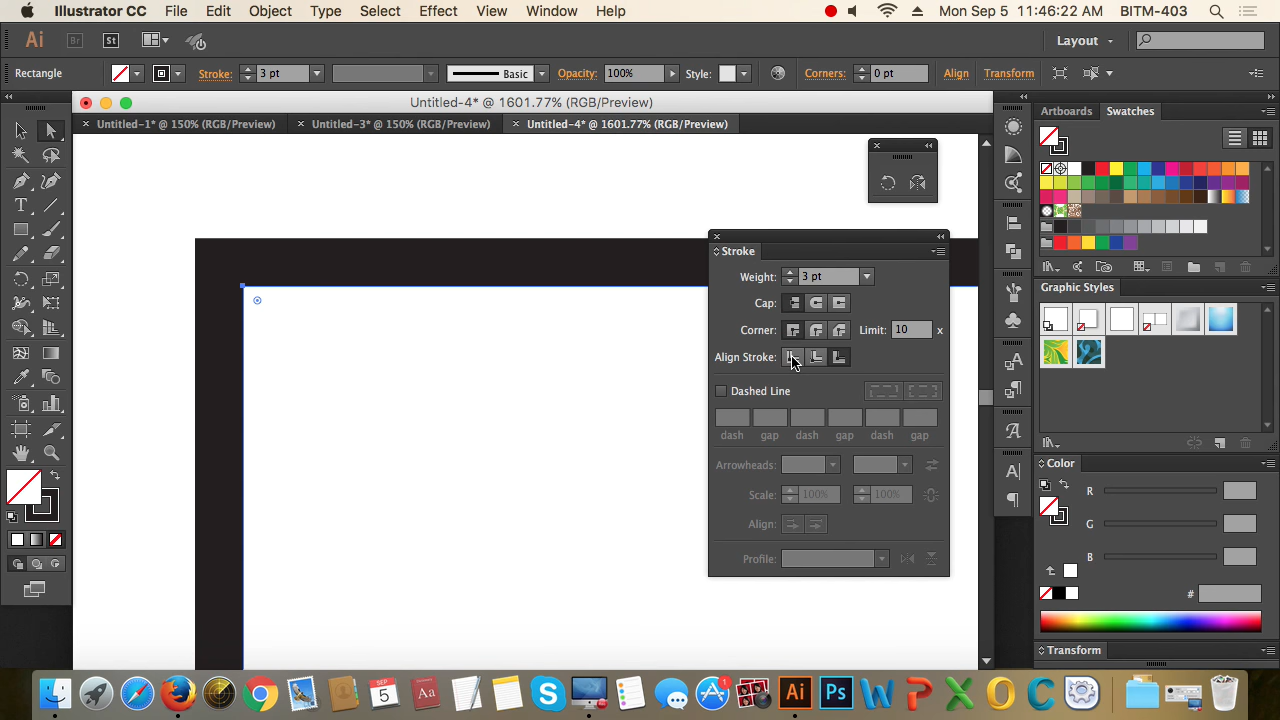 Illustrator CC File Edit Object Type Select Effect View Window Help Mon Sep 5 11:46:22 AM BITM-403
Ai Br St Layout
Rectangle Stroke: 3 pt Basic Opacity: 100% Style: Corners: 0 pt Align Transform
Untitled-4* @ 1601.77% (RGB/Preview)
Untitled-1* @ 150% (RGB/Preview) Untitled-3* @ 150% (RGB/Preview) Untitled-4* @ 1601.77% (RGB/Preview)
Artboards Swatches
Stroke
Weight: 3 pt
Cap:
Corner: Limit: 10 x
Align Stroke:
Dashed Line
dash gap dash gap dash gap
Arrowheads:
Scale: 100% 100%
Align:
Profile:
Graphic Styles
Color
R
G
B
#
Transform